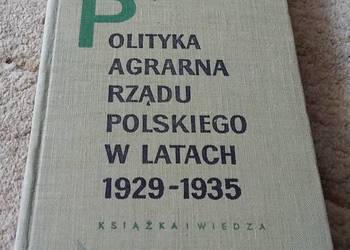 POLITYKA
AGRARNA
RZĄDU
POLSKIEGO
W LATACH
1929-1935
KSIĄŻKA I WIEDZA